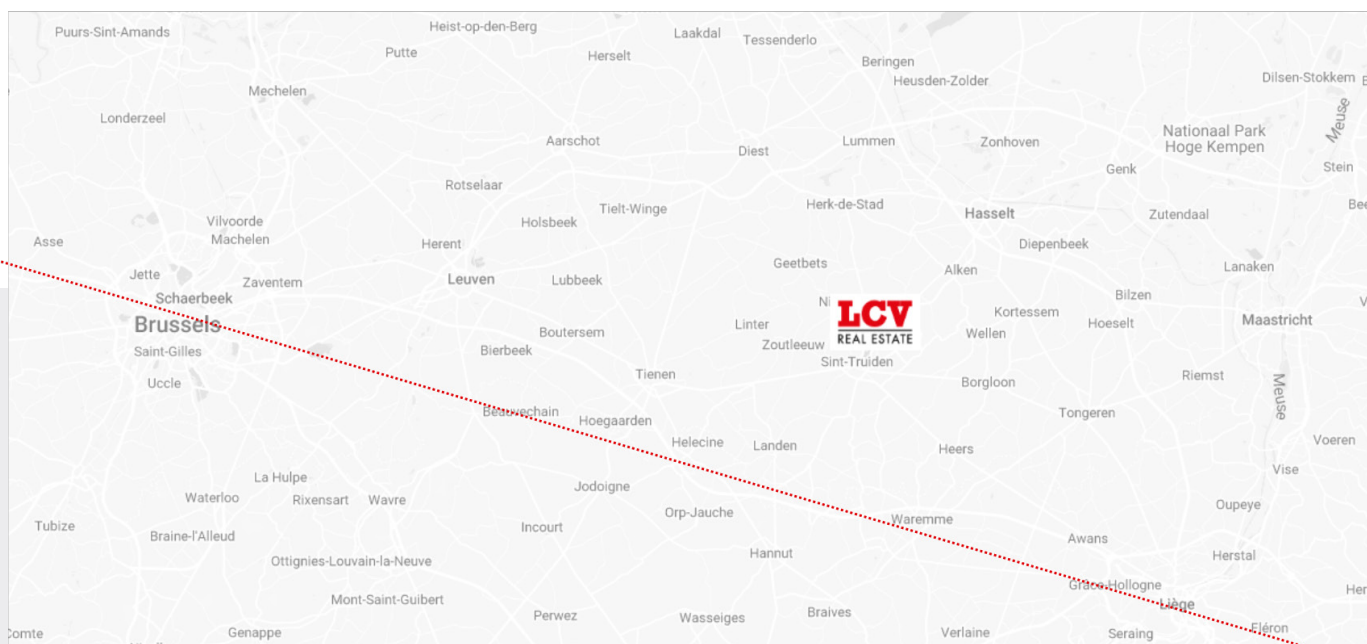 Puurs-Sint-Amands
Heist-op-den-Berg
Laakdal
Tessenderlo
Putte
Herselt
Beringen
Heusden-Zolder
Dilsen-Stokkem
Mechelen
Londerzeel
Meuse
Nationaal Park
Hoge Kempen
Aarschot
Diest
Lummen
Zonhoven
Genk
Stein
Rotselaar
Herk-de-Stad
Tielt-Winge
Hasselt
Zutendaal
Vilvoorde
Holsbeek
Machelen
Asse
Herent
Diepenbeek
Geetbets
Alken
Lanaken
Jette
Zaventem
Leuven
Lubbeek
Schaerbeek
Ni
LCV
REAL ESTATE
Kortessem
Bilzen
Hoeselt
Maastricht
Brussels
Boutersem
Linter
Zoutleeuw
Wellen
Saint-Gilles
Bierbeek
Sint-Truiden
Uccle
Tienen
Borgloon
Riemst
Meuse
Beauvechain
Hoegaarden
Tongeren
Helecine
Landen
Heers
Voeren
Vise
La Hulpe
Jodoigne
Waterloo
Rixensart
Wavre
Orp-Jauche
Oupeye
Tubize
Braine-l'Alleud
Incourt
Waremme
Awans
Hannut
Herstal
Ottignies-Louvain-la-Neuve
Grâce-Hollogne
Mont-Saint-Guibert
Liège
Perwez
Wasseiges
Braives
Fléron
Comte
Genappe
Verlaine
Seraing